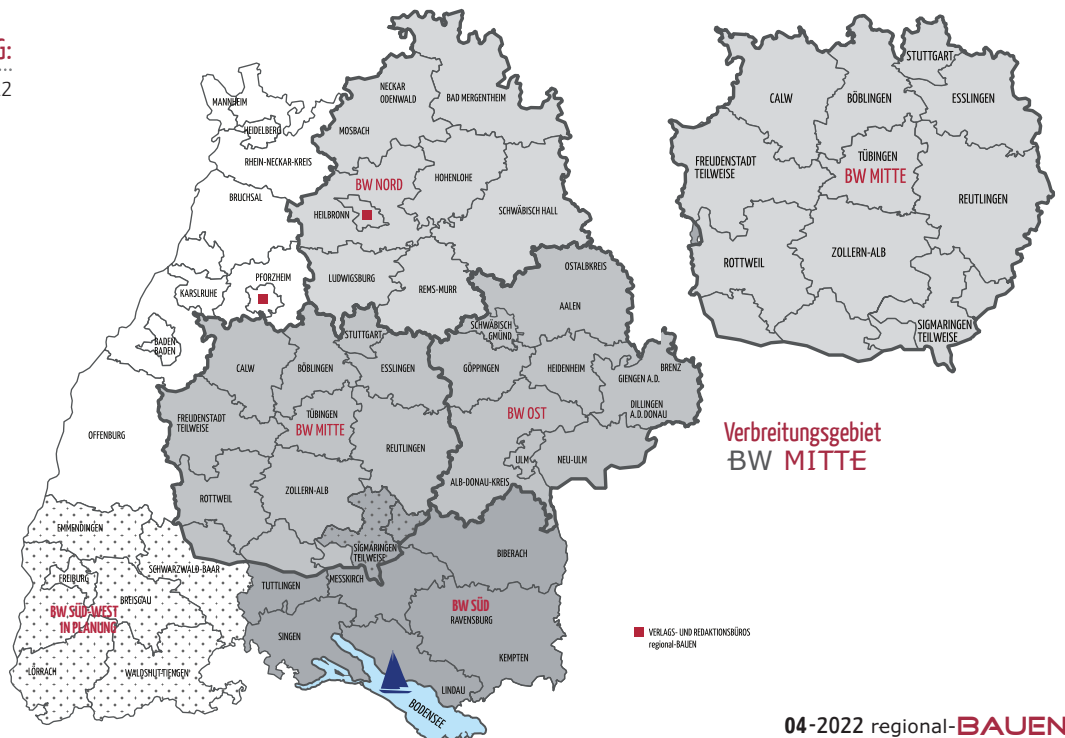 G:
2
MANNHEIM
HEIDELBERG
RHEIN-NECKAR-KREIS
BRUCHSAL
PFORZHEIM
KARSLRUHE
BADEN
BADEN
OFFENBURG
NECKAR
ODENWALD
BAD MERGENTHEIM
MOSBACH
BW NORD
HOHENLOHE
HEILBRONN
SCHWÄBISCH HALL
LUDWIGSBURG
REMS-MURR
OSTALBKREIS
AALEN
SCHWÄBISCH
GMÜND
GÖPPINGEN
HEIDENHEIM
BRENZ
GIENGEN A.D.
DILLINGEN
A.D. DONAU
BW OST
ULM
NEU-ULM
ALB-DONAU-KREIS
STUTTGART
CALW
BÖBLINGEN
ESSLINGEN
FREUDENSTADT
TEILWEISE
TÜBINGEN
BW MITTE
REUTLINGEN
ROTTWEIL
ZOLLERN-ALB
SIGMARINGEN
TEILWEISE
EMMENDINGEN
SCHWARZWALD-BAAR
FREIBURG
BREISGAU
BW SÜD-WEST
IN PLANUNG
LÖRRACH
WALDSHUT-TIENGEN
TUTTLINGEN
MESSKIRCH
BIBERACH
BW SÜD
RAVENSBURG
SINGEN
KEMPTEN
LINDAU
BODENSEE
STUTTGART
CALW
BÖBLINGEN
ESSLINGEN
FREUDENSTADT
TEILWEISE
TÜBINGEN
BW MITTE
REUTLINGEN
ROTTWEIL
ZOLLERN-ALB
SIGMARINGEN
TEILWEISE
Verbreitungsgebiet
BW MITTE
VERLAGS- UND REDAKTIONSBÜROS
regional-BAUEN
04-2022 regional-BAUEN